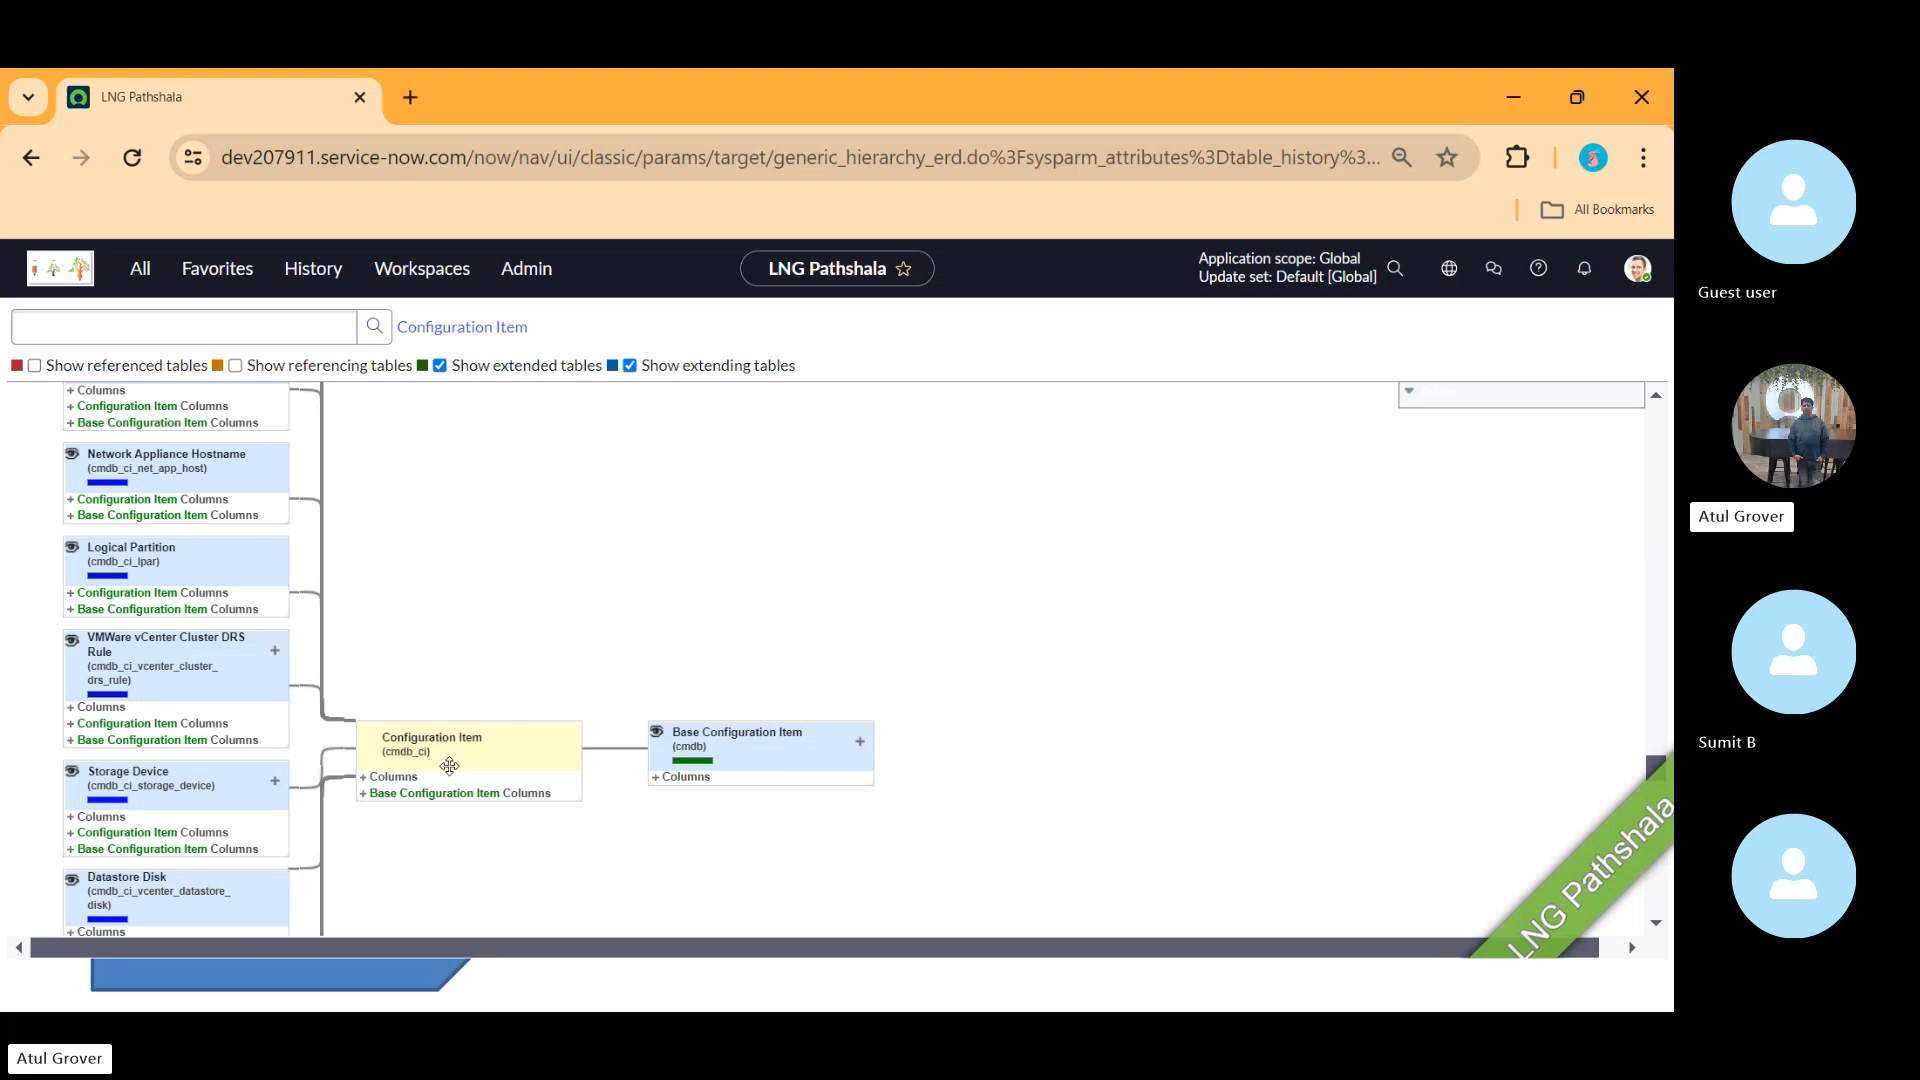 LNG Pathshala
dev207911.service-now.com/now/nav/ui/classic/params/target/generic_hierarchy_erd.do%3Fsysparm_attributes%3Dtable_history%3...
All Bookmarks
All Favorites History Workspaces Admin
LNG Pathshala
Application scope: Global
Update set: Default [Global]
Configuration Item
Show referenced tables Show referencing tables Show extended tables Show extending tables
+ Columns
+ Configuration Item Columns
+ Base Configuration Item Columns
Network Appliance Hostname
(cmdb_ci_net_app_host)
+ Configuration Item Columns
+ Base Configuration Item Columns
Logical Partition
(cmdb_ci_lpar)
+ Configuration Item Columns
+ Base Configuration Item Columns
VMWare vCenter Cluster DRS
Rule
(cmdb_ci_vcenter_cluster_
drs_rule)
+ Columns
+ Configuration Item Columns
+ Base Configuration Item Columns
Storage Device
(cmdb_ci_storage_device)
+ Columns
+ Configuration Item Columns
+ Base Configuration Item Columns
Datastore Disk
(cmdb_ci_vcenter_datastore_
disk)
+ Columns
Configuration Item
(cmdb_ci)
+ Columns
+ Base Configuration Item Columns
Base Configuration Item
(cmdb)
+ Columns
LNG Pathshala
Guest user
Atul Grover
Sumit B
Atul Grover